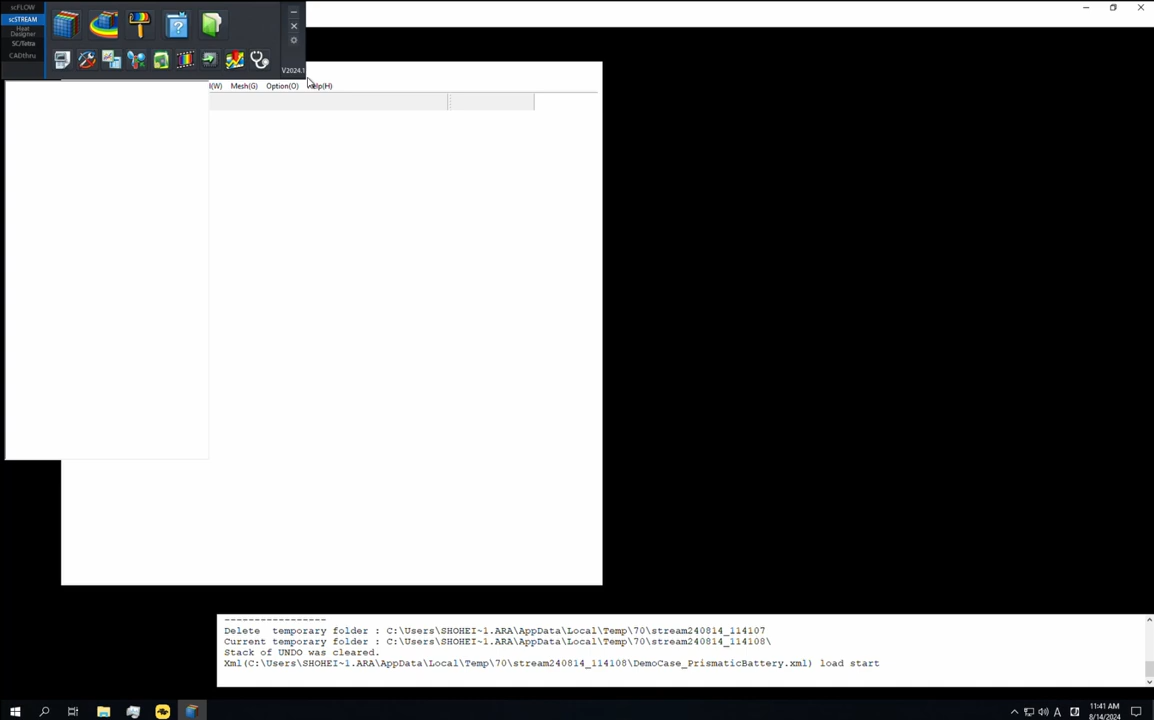 scFLOW
scSTREAM
Heat
Designer
SC/Tetra
CADthru
V2024.1
l(W) Mesh(G) Option(O) Help(H)
-----------------
Delete temporary folder : C:\Users\SHOHEI~1.ARA\AppData\Local\Temp\70\stream240814_114107
Current temporary folder : C:\Users\SHOHEI~1.ARA\AppData\Local\Temp\70\stream240814_114108\
Stack of UNDO was cleared.
Xml(C:\Users\SHOHEI~1.ARA\AppData\Local\Temp\70\stream240814_114108\DemoCase_PrismaticBattery.xml) load start
A
11:41 AM
8/14/2024